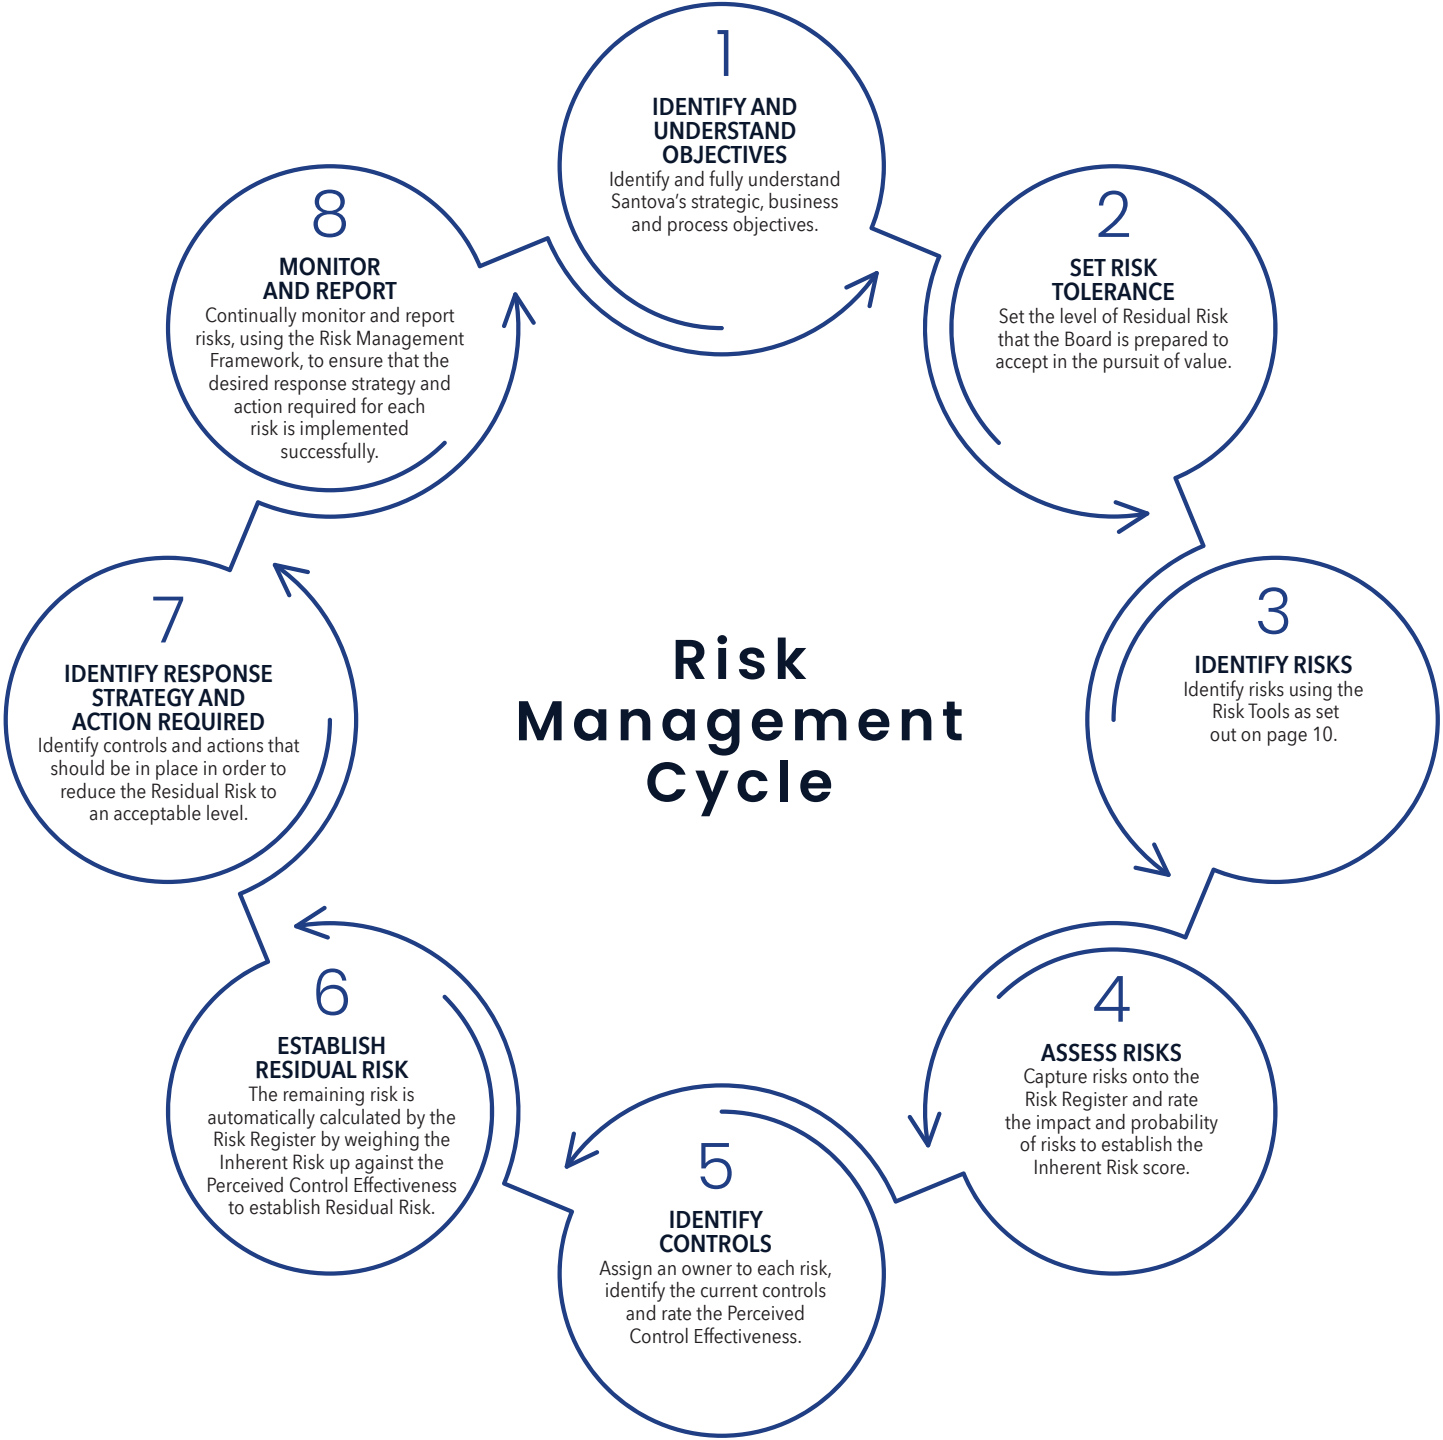 1
IDENTIFY AND
UNDERSTAND
OBJECTIVES
Identify and fully understand
Santova's strategic, business
and process objectives.
2
SET RISK
TOLERANCE
Set the level of Residual Risk
that the Board is prepared to
accept in the pursuit of value.
3
IDENTIFY RISKS
Identify risks using the
Risk Tools as set
out on page 10.
4
ASSESS RISKS
Capture risks onto the
Risk Register and rate
the impact and probability
of risks to establish the
Inherent Risk score.
5
IDENTIFY
CONTROLS
Assign an owner to each risk,
identify the current controls
and rate the Perceived
Control Effectiveness.
6
ESTABLISH
RESIDUAL RISK
The remaining risk is
automatically calculated by the
Risk Register by weighing the
Inherent Risk up against the
Perceived Control Effectiveness
to establish Residual Risk.
7
IDENTIFY RESPONSE
STRATEGY AND
ACTION REQUIRED
Identify controls and actions that
should be in place in order to
reduce the Residual Risk to
an acceptable level.
8
MONITOR
AND REPORT
Continually monitor and report
risks, using the Risk Management
Framework, to ensure that the
desired response strategy and
action required for each
risk is implemented
successfully.
Risk
Management
Cycle